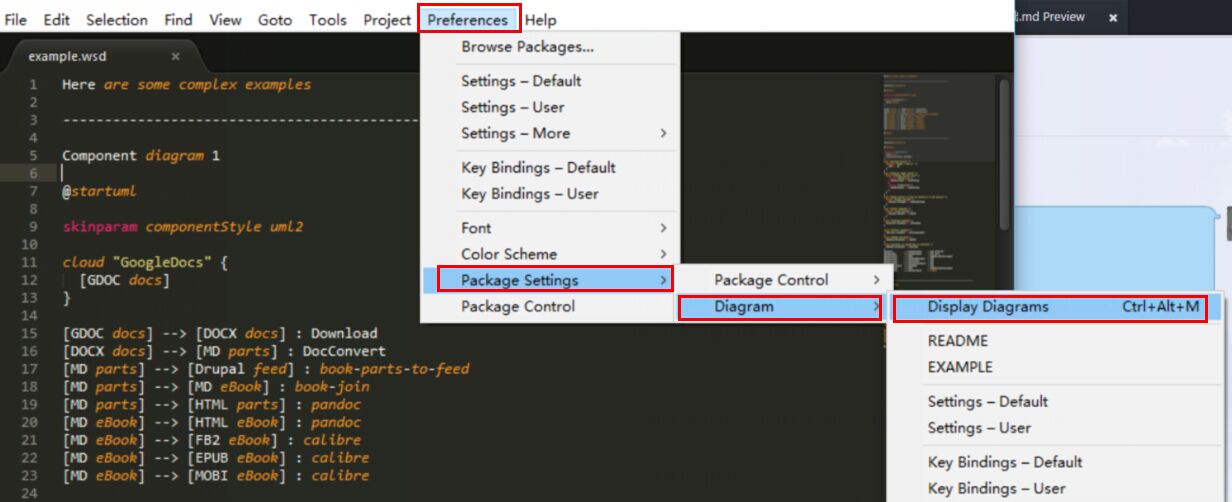 File Edit Selection Find View Goto Tools Project Preferences Help
.md Preview ×
example.wsd ×
1 Here are some complex examples
2
3 --------------------------------------------
4
5 Component diagram 1
6
7 @startuml
8
9 skinparam componentStyle uml2
10
11 cloud "GoogleDocs" {
12 [GDOC docs]
13 }
14
15 [GDOC docs] --> [DOCX docs] : Download
16 [DOCX docs] --> [MD parts] : DocConvert
17 [MD parts] --> [Drupal feed] : book-parts-to-feed
18 [MD parts] --> [MD eBook] : book-join
19 [MD parts] --> [HTML parts] : pandoc
20 [MD eBook] --> [HTML eBook] : pandoc
21 [MD eBook] --> [FB2 eBook] : calibre
22 [MD eBook] --> [EPUB eBook] : calibre
23 [MD eBook] --> [MOBI eBook] : calibre
24
Browse Packages...
Settings – Default
Settings – User
Settings – More >
Key Bindings – Default
Key Bindings – User
Font >
Color Scheme >
Package Settings >
Package Control
Package Control >
Diagram >
Display Diagrams Ctrl+Alt+M
README
EXAMPLE
Settings – Default
Settings – User
Key Bindings – Default
Key Bindings – User